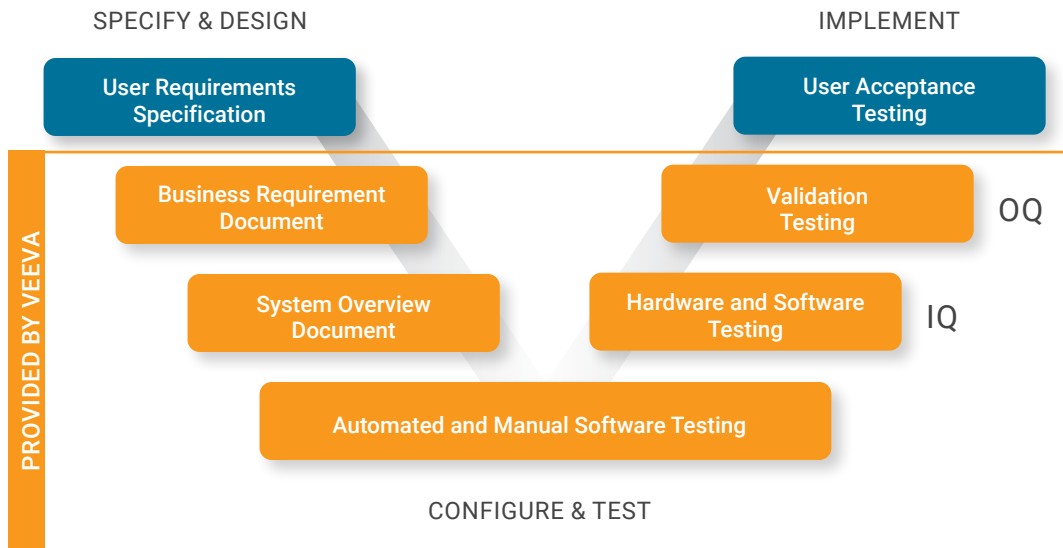 SPECIFY & DESIGN
IMPLEMENT
User Requirements
Specification
User Acceptance
Testing
PROVIDED BY VEEVA
Business Requirement
Document
Validation
Testing
OQ
System Overview
Document
Hardware and Software
Testing
IQ
Automated and Manual Software Testing
CONFIGURE & TEST